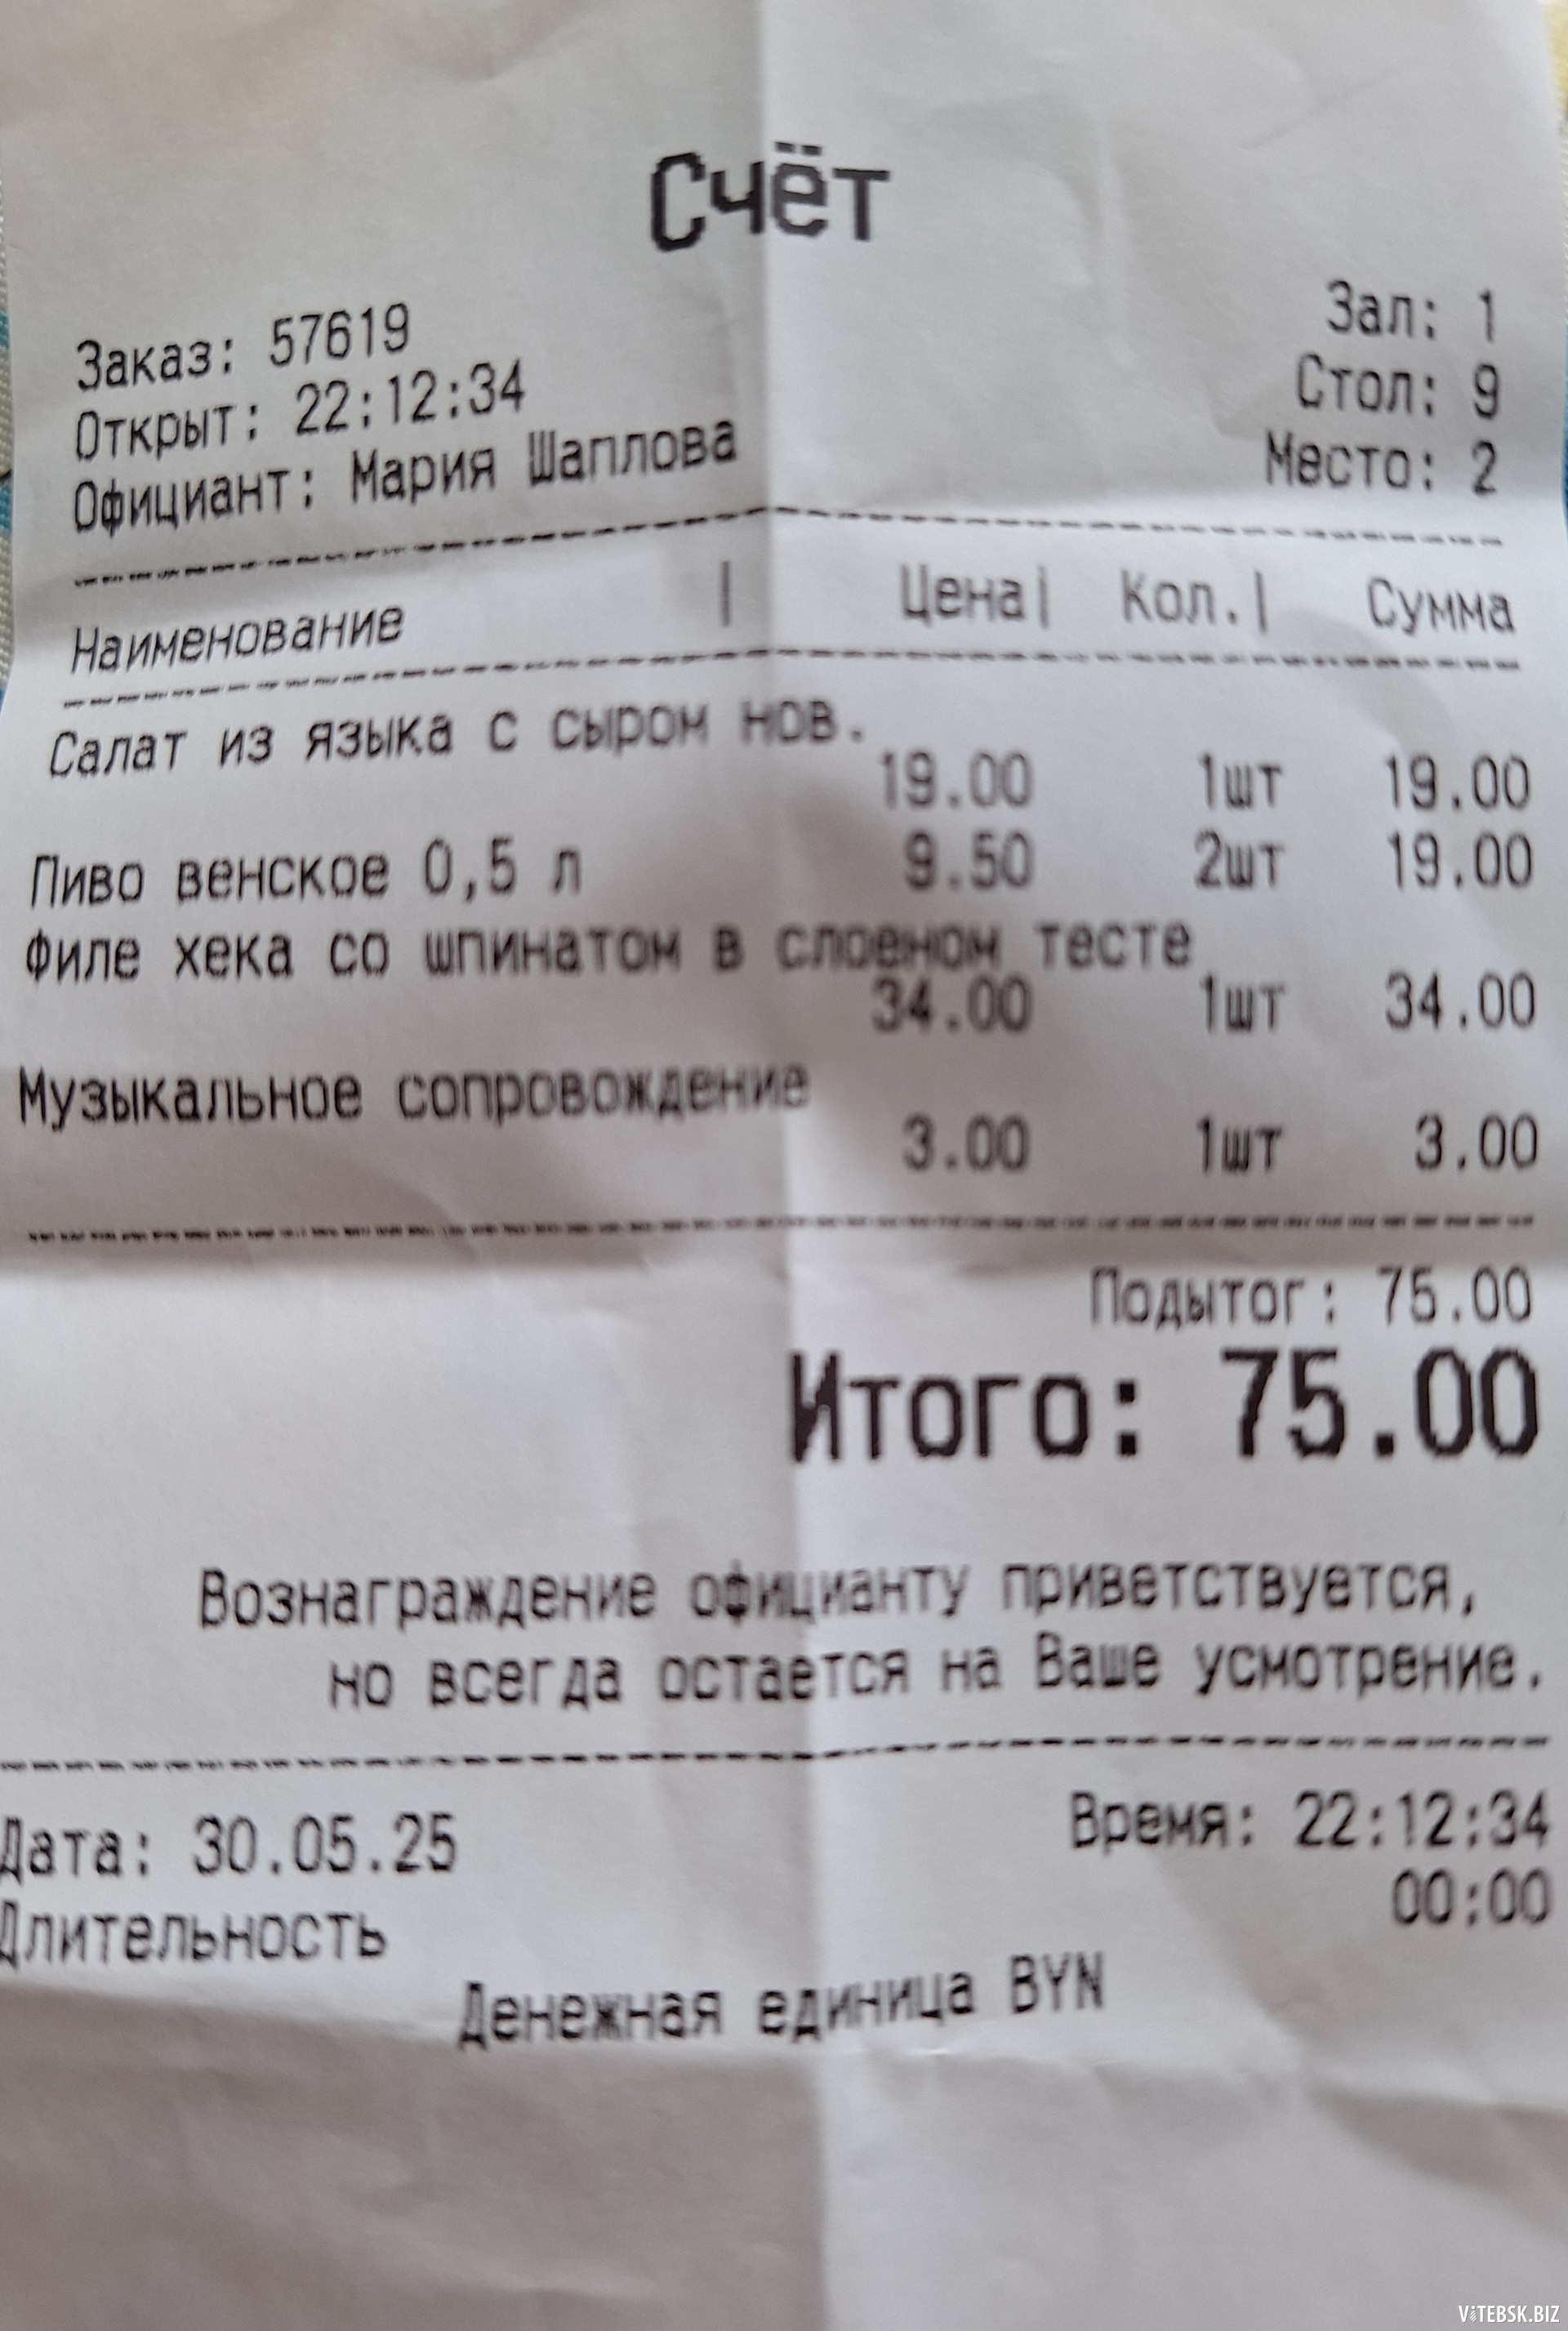 Счёт
Заказ: 57619 Зал: 1
Открыт: 22:12:34 Стол: 9
Официант: Мария Шаплова Место: 2
Наименование | Цена| Кол.| Сумма
Салат из языка с сыром нов.
19.00 1шт 19.00
Пиво венское 0,5 л 9.50 2шт 19.00
Филе хека со шпинатом в слоеном тесте
34.00 1шт 34.00
Музыкальное сопровождение
3.00 1шт 3.00
Подытог: 75.00
Итого: 75.00
Вознаграждение официанту приветствуется,
но всегда остается на Ваше усмотрение.
Дата: 30.05.25 Время: 22:12:34
Длительность 00:00
Денежная единица BYN
ViTEBSK.BIZ